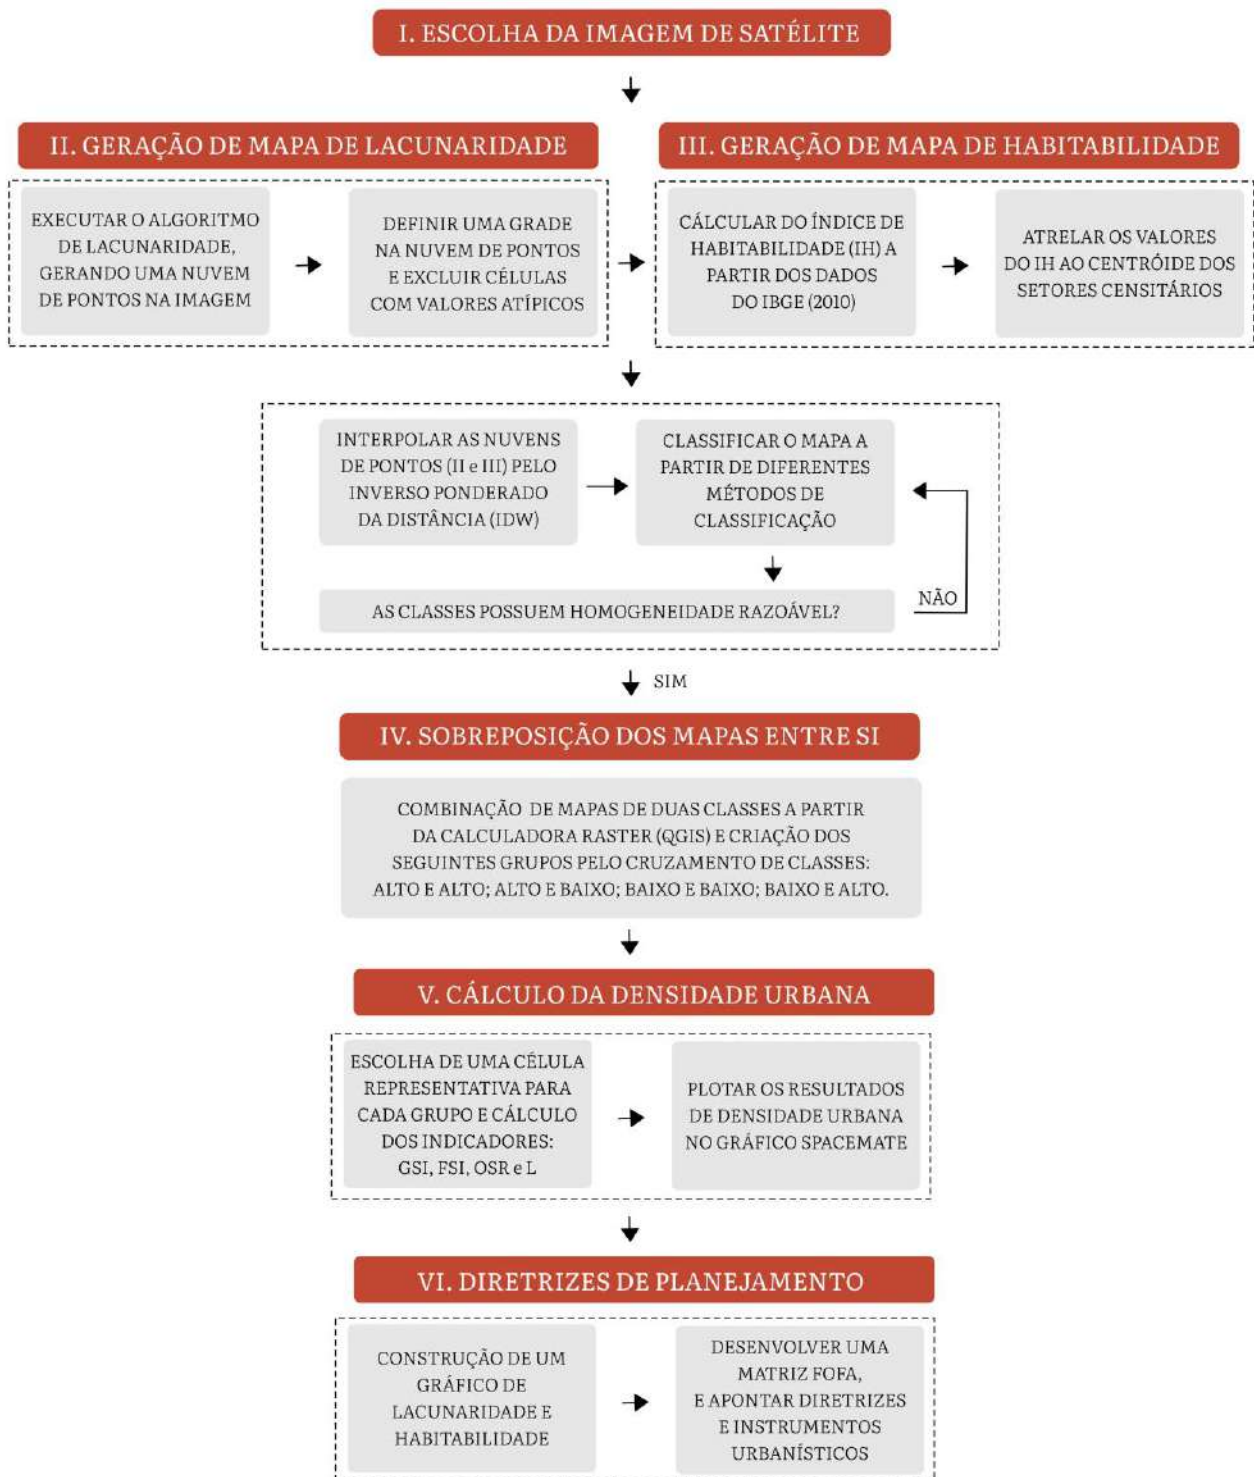 I. ESCOLHA DA IMAGEM DE SATÉLITE
II. GERAÇÃO DE MAPA DE LACUNARIDADE
EXECUTAR O ALGORITMO
DE LACUNARIDADE,
GERANDO UMA NUVEM
DE PONTOS NA IMAGEM
DEFINIR UMA GRADE
NA NUVEM DE PONTOS
E EXCLUIR CÉLULAS
COM VALORES ATÍPICOS
III. GERAÇÃO DE MAPA DE HABITABILIDADE
CÁLCULAR DO ÍNDICE DE
HABITABILIDADE (IH) A
PARTIR DOS DADOS
DO IBGE (2010)
ATRELAR OS VALORES
DO IH AO CENTRÓIDE DOS
SETORES CENSITÁRIOS
INTERPOLAR AS NUVENS
DE PONTOS (II e III) PELO
INVERSO PONDERADO
DA DISTÂNCIA (IDW)
CLASSIFICAR O MAPA A
PARTIR DE DIFERENTES
MÉTODOS DE
CLASSIFICAÇÃO
AS CLASSES POSSUEM HOMOGENEIDADE RAZOÁVEL?
NÃO
SIM
IV. SOBREPOSIÇÃO DOS MAPAS ENTRE SI
COMBINAÇÃO DE MAPAS DE DUAS CLASSES A PARTIR
DA CALCULADORA RASTER (QGIS) E CRIAÇÃO DOS
SEGUINTES GRUPOS PELO CRUZAMENTO DE CLASSES:
ALTO E ALTO; ALTO E BAIXO; BAIXO E BAIXO; BAIXO E ALTO.
V. CÁLCULO DA DENSIDADE URBANA
ESCOLHA DE UMA CÉLULA
REPRESENTATIVA PARA
CADA GRUPO E CÁLCULO
DOS INDICADORES:
GSI, FSI, OSR e L
PLOTAR OS RESULTADOS
DE DENSIDADE URBANA
NO GRÁFICO SPACEMATE
VI. DIRETRIZES DE PLANEJAMENTO
CONSTRUÇÃO DE UM
GRÁFICO DE
LACUNARIDADE E
HABITABILIDADE
DESENVOLVER UMA
MATRIZ FOFA,
E APONTAR DIRETRIZES
E INSTRUMENTOS
URBANÍSTICOS